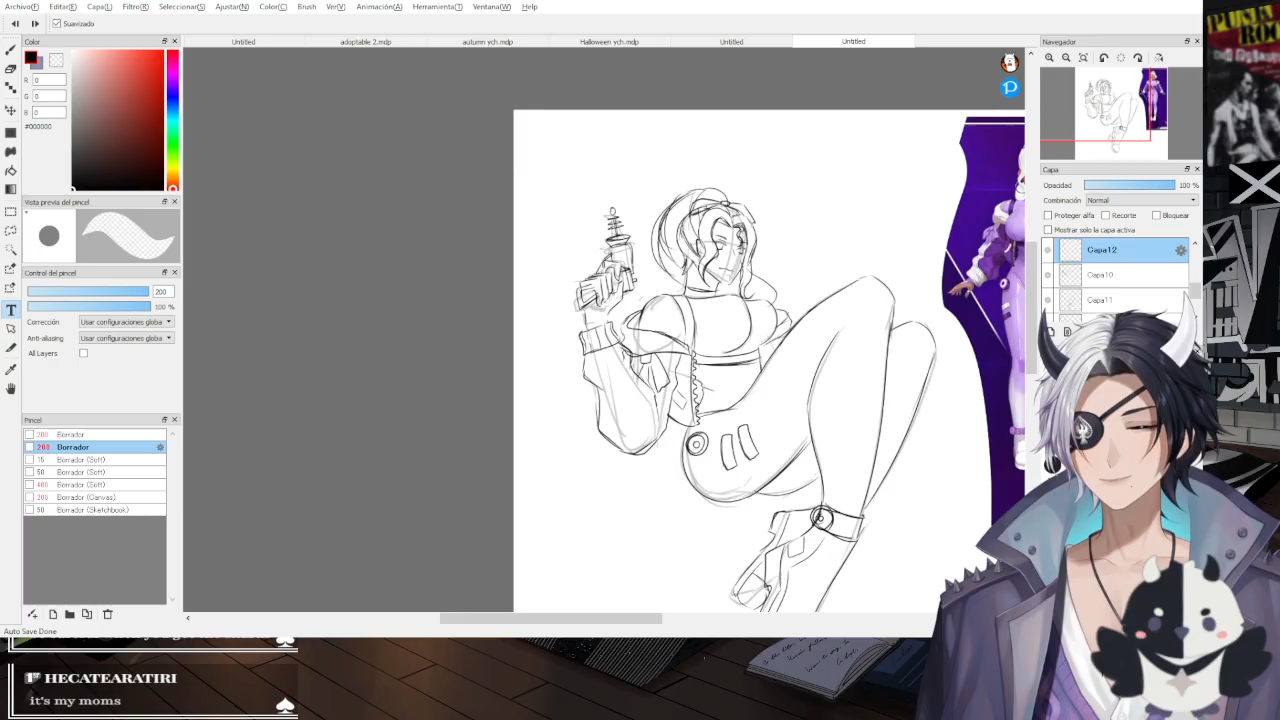 Archivo(F) Editar(E) Capa(L) Filtro(R) Seleccionar(S) Ajustar(N) Color(C) Brush Ver(V) Animación(A) Herramienta(T) Ventana(W) Help
Suavizado
Color
Untitled adoptable 2.mdp autumn ych.mdp Halloween ych.mdp Untitled Untitled
Navegador
R 0
G 0
B 0
#000000
Vista previa del pincel
Capa
Opacidad 100 %
Combinación Normal
Proteger alfa Recorte Bloquear
Mostrar solo la capa activa
Capa12
Capa10
Capa11
Control del pincel
200
100 %
Corrección Usar configuraciones globa
Anti-aliasing Usar configuraciones globa
All Layers
Pincel
200 Borrador
200 Borrador
15 Borrador (Soft)
50 Borrador (Soft)
400 Borrador (Soft)
200 Borrador (Canvas)
50 Borrador (Sketchbook)
Auto Save Done
1st HECATEARATIRI
it's my moms